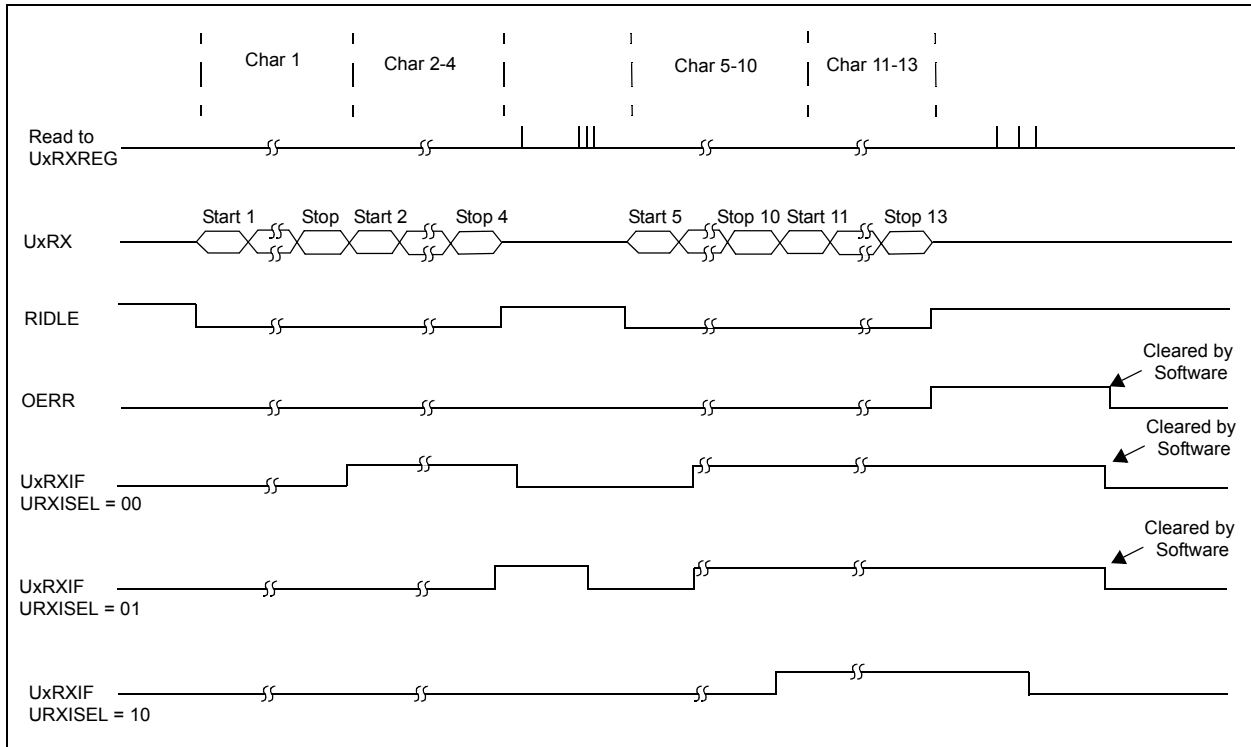 Char 1
Char 2-4
Char 5-10
Char 11-13
Read to
UxRXREG
Start 1
Stop
Start 2
Stop 4
Start 5
Stop 10
Start 11
Stop 13
UxRX
RIDLE
Cleared by
Software
OERR
Cleared by
Software
UxRXIF
URXISEL = 00
Cleared by
Software
UxRXIF
URXISEL = 01
UxRXIF
URXISEL = 10